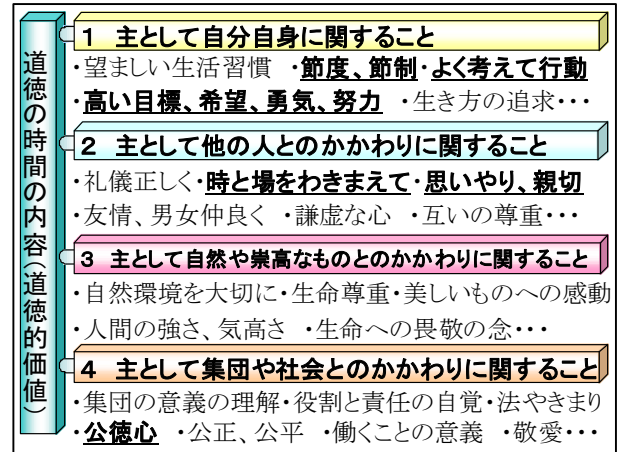 道徳の時間の内容(道徳的価値)
1 主として自分自身に関すること
・望ましい生活習慣 ・節度、節制・よく考えて行動
・高い目標、希望、勇気、努力 ・生き方の追求・・・
2 主として他の人とのかかわりに関すること
・礼儀正しく・時と場をわきまえて・思いやり、親切
・友情、男女仲良く ・謙虚な心 ・互いの尊重・・・
3 主として自然や崇高なものとのかかわりに関すること
・自然環境を大切に・生命尊重・美しいものへの感動
・人間の強さ、気高さ ・生命への畏敬の念・・・
4 主として集団や社会とのかかわりに関すること
・集団の意義の理解・役割と責任の自覚・法やきまり
・公徳心 ・公正、公平 ・働くことの意義 ・敬愛・・・